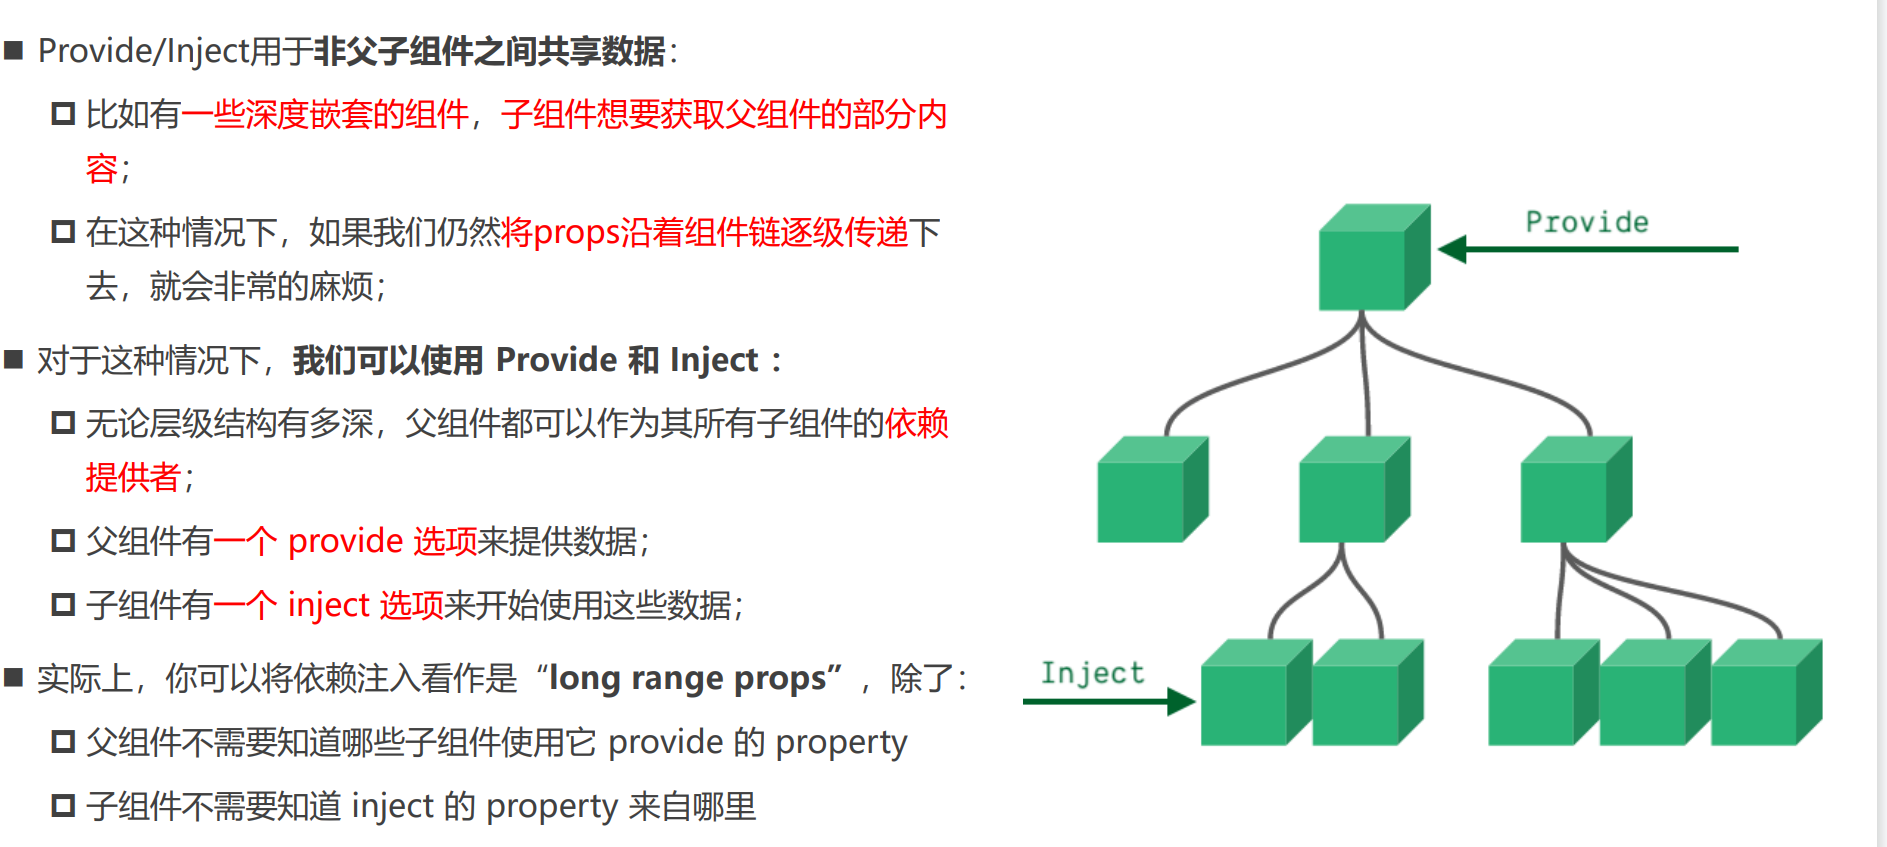 Provide/Inject用于非父子组件之间共享数据：
比如有一些深度嵌套的组件，子组件想要获取父组件的部分内
容；
在这种情况下，如果我们仍然将props沿着组件链逐级传递下
去，就会非常的麻烦；
对于这种情况下，我们可以使用 Provide 和 Inject ：
无论层级结构有多深，父组件都可以作为其所有子组件的依赖
提供者；
父组件有一个 provide 选项来提供数据；
子组件有一个 inject 选项来开始使用这些数据；
实际上，你可以将依赖注入看作是“long range props”，除了：
父组件不需要知道哪些子组件使用它 provide 的 property
子组件不需要知道 inject 的 property 来自哪里
Provide
Inject